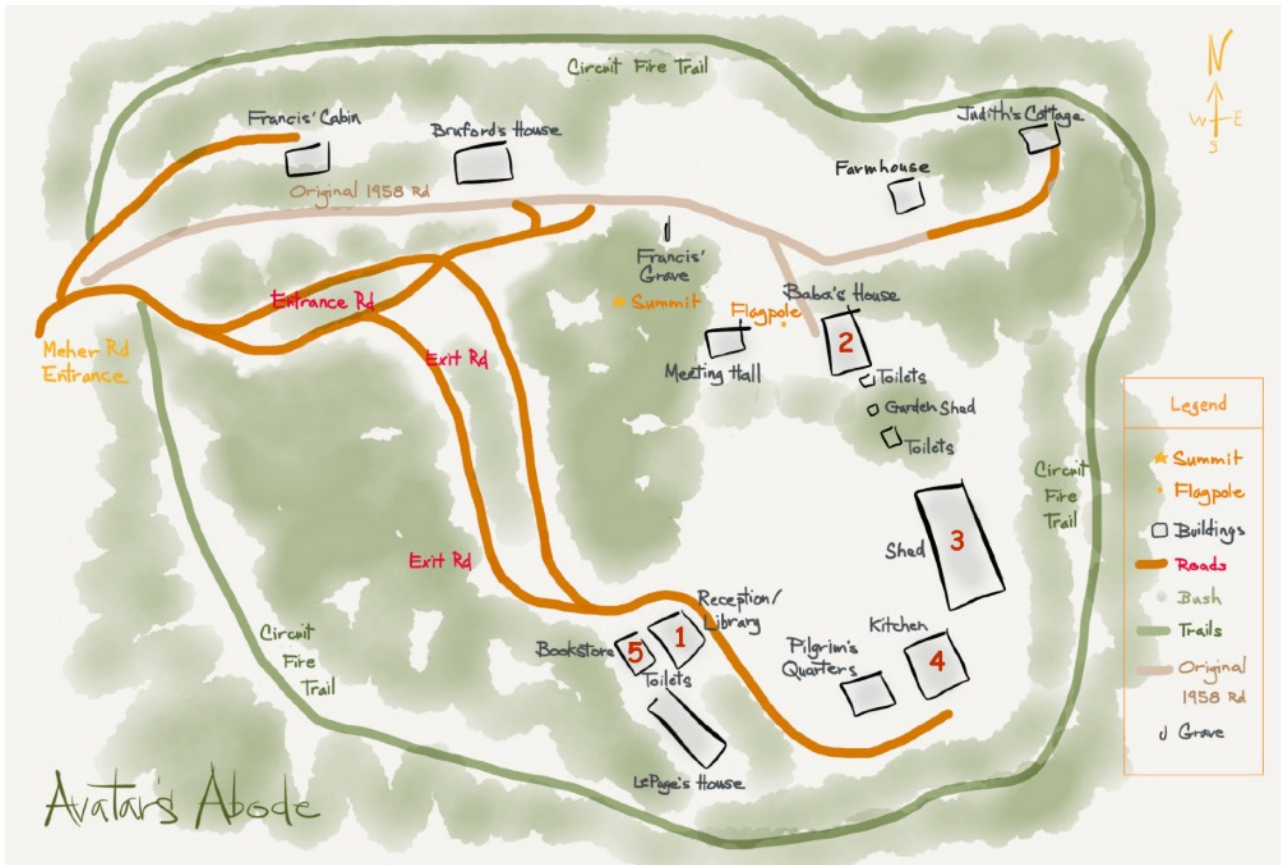 N
W E
S
Circuit Fire Trail
Francis' Cabin
Bruford's House
Judith's Cottage
Farmhouse
Original 1958 Rd
Francis'
Grave
Summit
Flagpole
Baba's House
2
Entrance Rd
Meher Rd
Entrance
Exit Rd
Meeting Hall
Toilets
Garden Shed
Toilets
Circuit
Fire
Trail
Shed
3
Exit Rd
Reception/
Library
1
Bookstore
5
Toilets
Kitchen
4
Pilgrim's
Quarters
Circuit
Fire
Trail
LePage's House
Avatar's Abode
Legend
Summit
Flagpole
Buildings
Roads
Bush
Trails
Original
1958 Rd
Grave